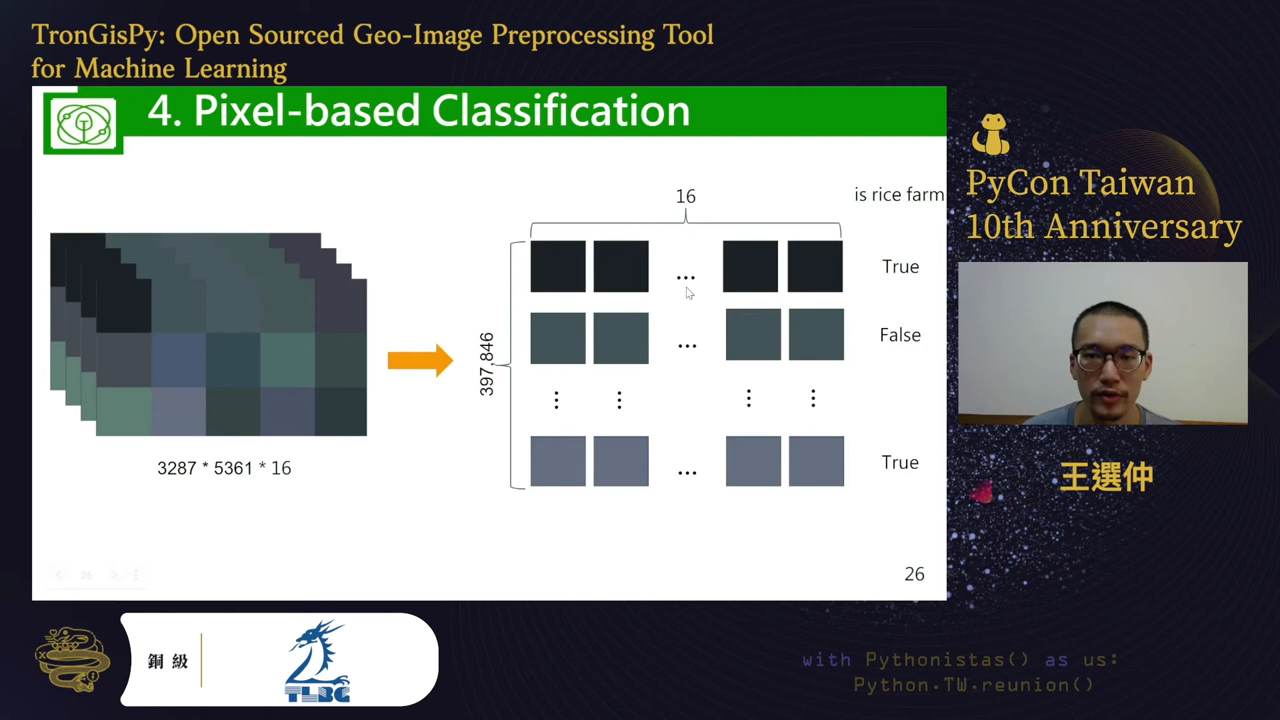 TronGisPy: Open Sourced Geo-Image Preprocessing Tool
for Machine Learning
4. Pixel-based Classification
16
is rice farm
True
False
True
397,846
3287 * 5361 * 16
26
26
PyCon Taiwan
10th Anniversary
王選仲
銅級
TLBG
with Pythonistas() as us:
Python.TW.reunion()